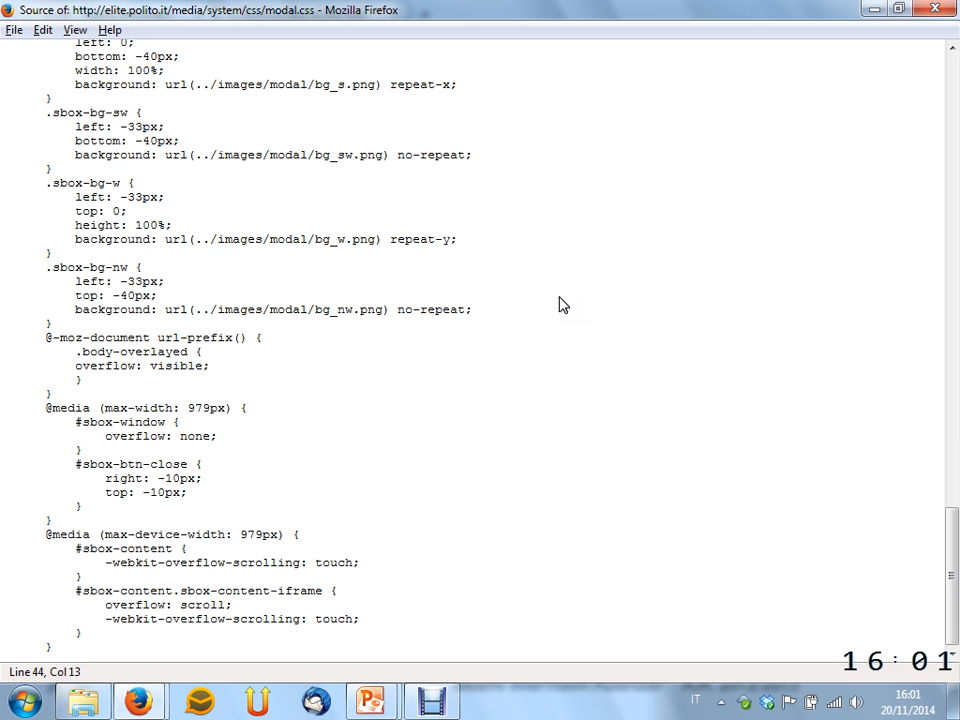 Source of: http://elite.polito.it/media/system/css/modal.css - Mozilla Firefox
File Edit View Help
left: 0;
bottom: -40px;
width: 100%;
background: url(../images/modal/bg_s.png) repeat-x;
}
.sbox-bg-sw {
left: -33px;
bottom: -40px;
background: url(../images/modal/bg_sw.png) no-repeat;
}
.sbox-bg-w {
left: -33px;
top: 0;
height: 100%;
background: url(../images/modal/bg_w.png) repeat-y;
}
.sbox-bg-nw {
left: -33px;
top: -40px;
background: url(../images/modal/bg_nw.png) no-repeat;
}
@-moz-document url-prefix() {
.body-overlayed {
overflow: visible;
}
}
@media (max-width: 979px) {
#sbox-window {
overflow: none;
}
#sbox-btn-close {
right: -10px;
top: -10px;
}
}
@media (max-device-width: 979px) {
#sbox-content {
-webkit-overflow-scrolling: touch;
}
#sbox-content.sbox-content-iframe {
overflow: scroll;
-webkit-overflow-scrolling: touch;
}
}
16:01
Line 44, Col 13
IT
16:01
20/11/2014